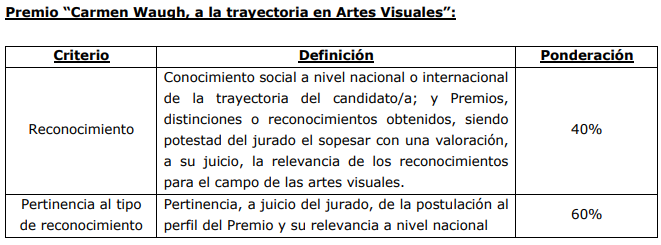 Premio “Carmen Waugh, a la trayectoria en Artes Visuales”:
Criterio Definición Ponderación
Reconocimiento
Conocimiento social a nivel nacional o internacional
de la trayectoria del candidato/a; y Premios,
distinciones o reconocimientos obtenidos, siendo
potestad del jurado el sopesar con una valoración,
a su juicio, la relevancia de los reconocimientos
para el campo de las artes visuales.
40%
Pertinencia al tipo
de reconocimiento
Pertinencia, a juicio del jurado, de la postulación al
perfil del Premio y su relevancia a nivel nacional
60%